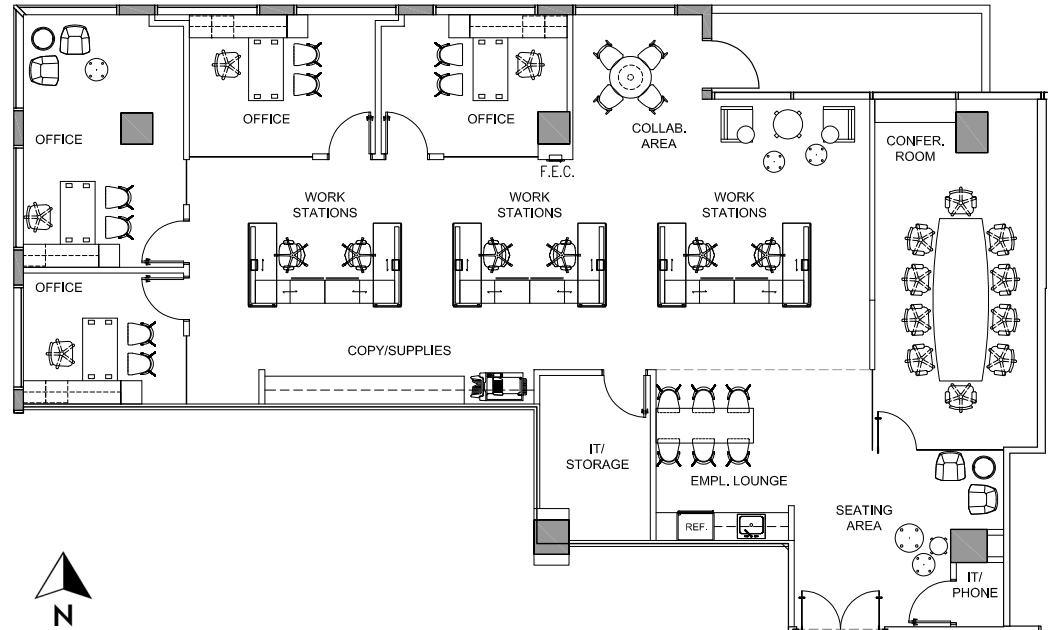 OFFICE
OFFICE
OFFICE
COLLAB.
AREA
CONFER.
ROOM
F.E.C.
WORK
STATIONS
WORK
STATIONS
WORK
STATIONS
OFFICE
COPY/SUPPLIES
IT/
STORAGE
EMPL. LOUNGE
REF.
SEATING
AREA
IT/
PHONE
N